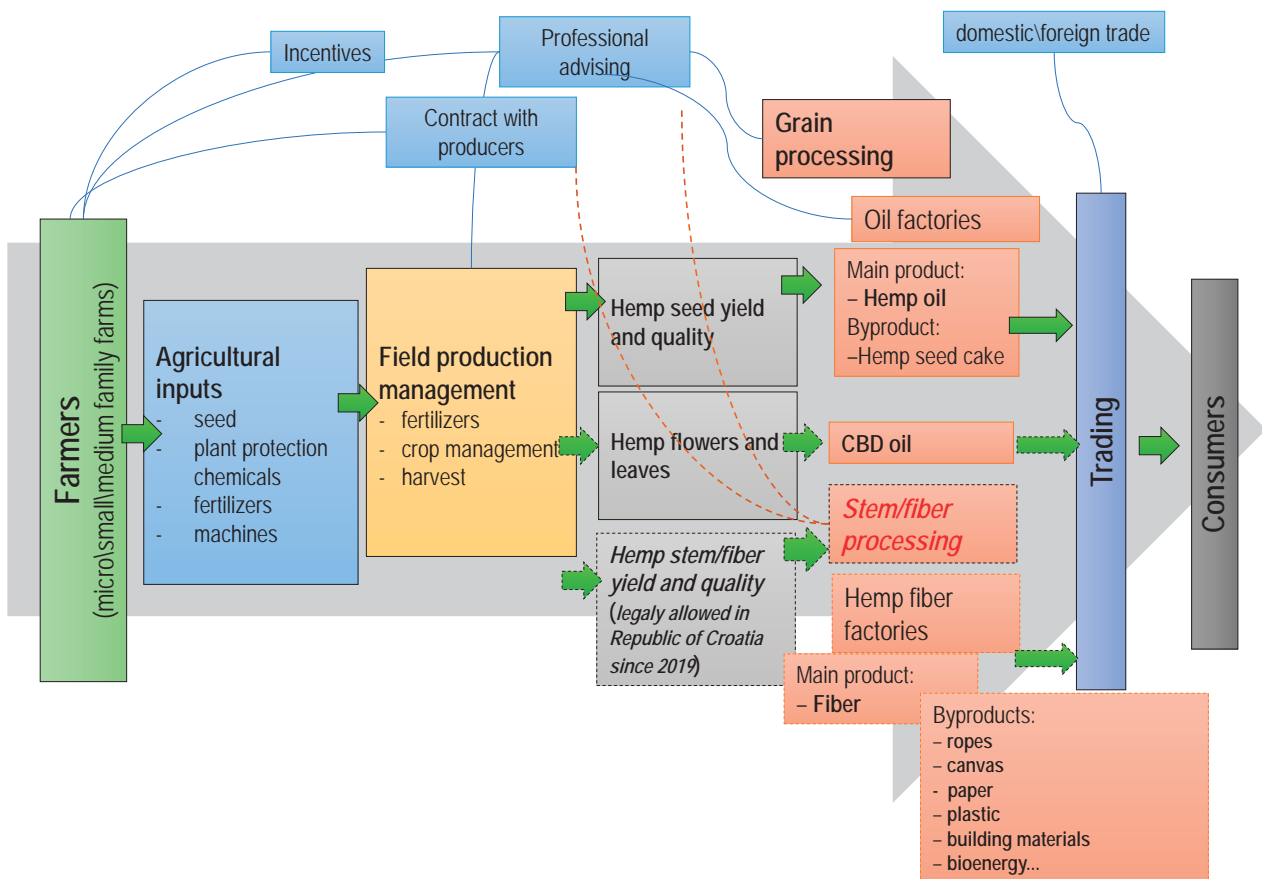 Incentives
Professional
advising
domestic\foreign trade
Contract with
producers
Grain
processing
Oil factories
Farmers
(micro\small\medium family farms)
Agricultural
inputs
- seed
- plant protection
chemicals
- fertilizers
- machines
Field production
management
- fertilizers
- crop management
- harvest
Hemp seed yield
and quality
Hemp flowers and
leaves
Hemp stem/fiber
yield and quality
(legaly allowed in
Republic of Croatia
since 2019)
Main product:
– Hemp oil
Byproduct:
–Hemp seed cake
CBD oil
Stem/fiber
processing
Hemp fiber
factories
Main product:
– Fiber
Byproducts:
– ropes
– canvas
- paper
– plastic
– building materials
– bioenergy...
Trading
Consumers